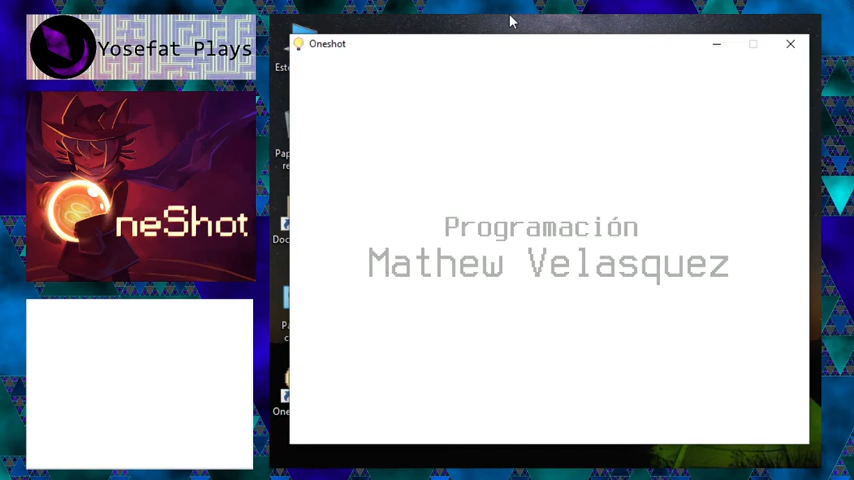 Yosefat Plays
neShot
Oneshot
Programación
Mathew Velasquez